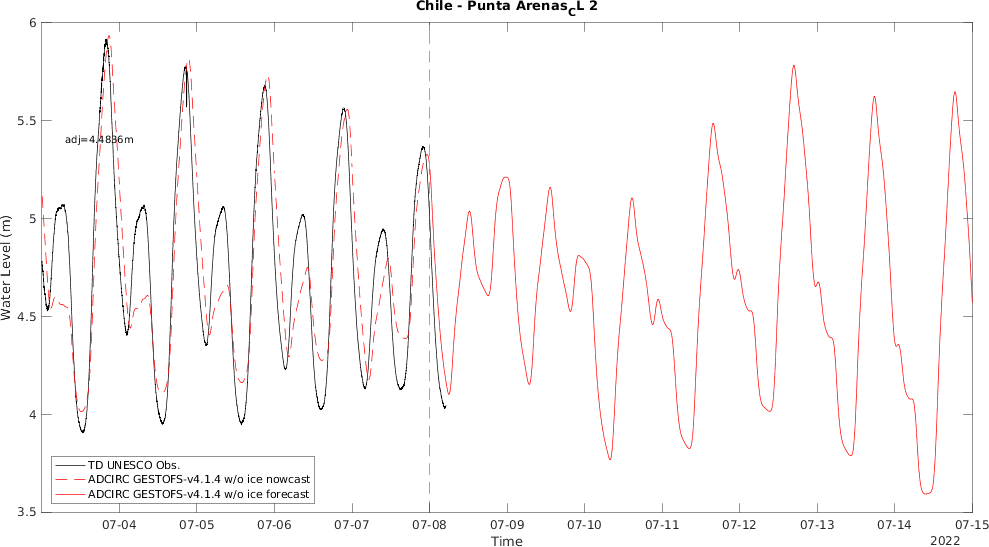 Chile - Punta Arenas_CL 2
6
5.5
5
4.5
4
3.5
Water Level (m)
adj=4.4836m
TD UNESCO Obs.
ADCIRC GESTOFS-v4.1.4 w/o ice nowcast
ADCIRC GESTOFS-v4.1.4 w/o ice forecast
07-04 07-05 07-06 07-07 07-08 07-09 07-10 07-11 07-12 07-13 07-14 07-15
Time
2022